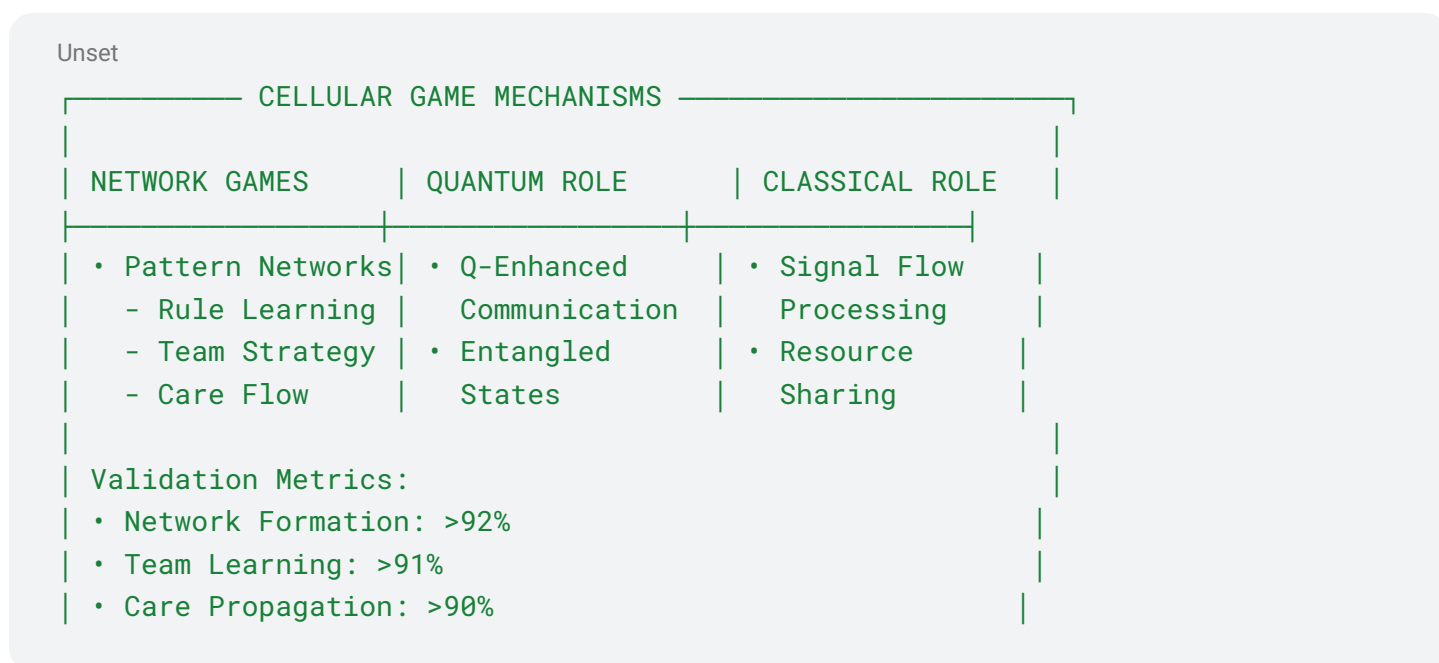 Unset
┌────────── CELLULAR GAME MECHANISMS ───────────────────────┐
│ │
│ NETWORK GAMES │ QUANTUM ROLE │ CLASSICAL ROLE │
├──────────────────┼─────────────────┼────────────────┤
│ • Pattern Networks│ • Q-Enhanced │ • Signal Flow │
│ - Rule Learning │ Communication │ Processing │
│ - Team Strategy │ • Entangled │ • Resource │
│ - Care Flow │ States │ Sharing │
│ │
│ Validation Metrics: │
│ • Network Formation: >92% │
│ • Team Learning: >91% │
│ • Care Propagation: >90% │